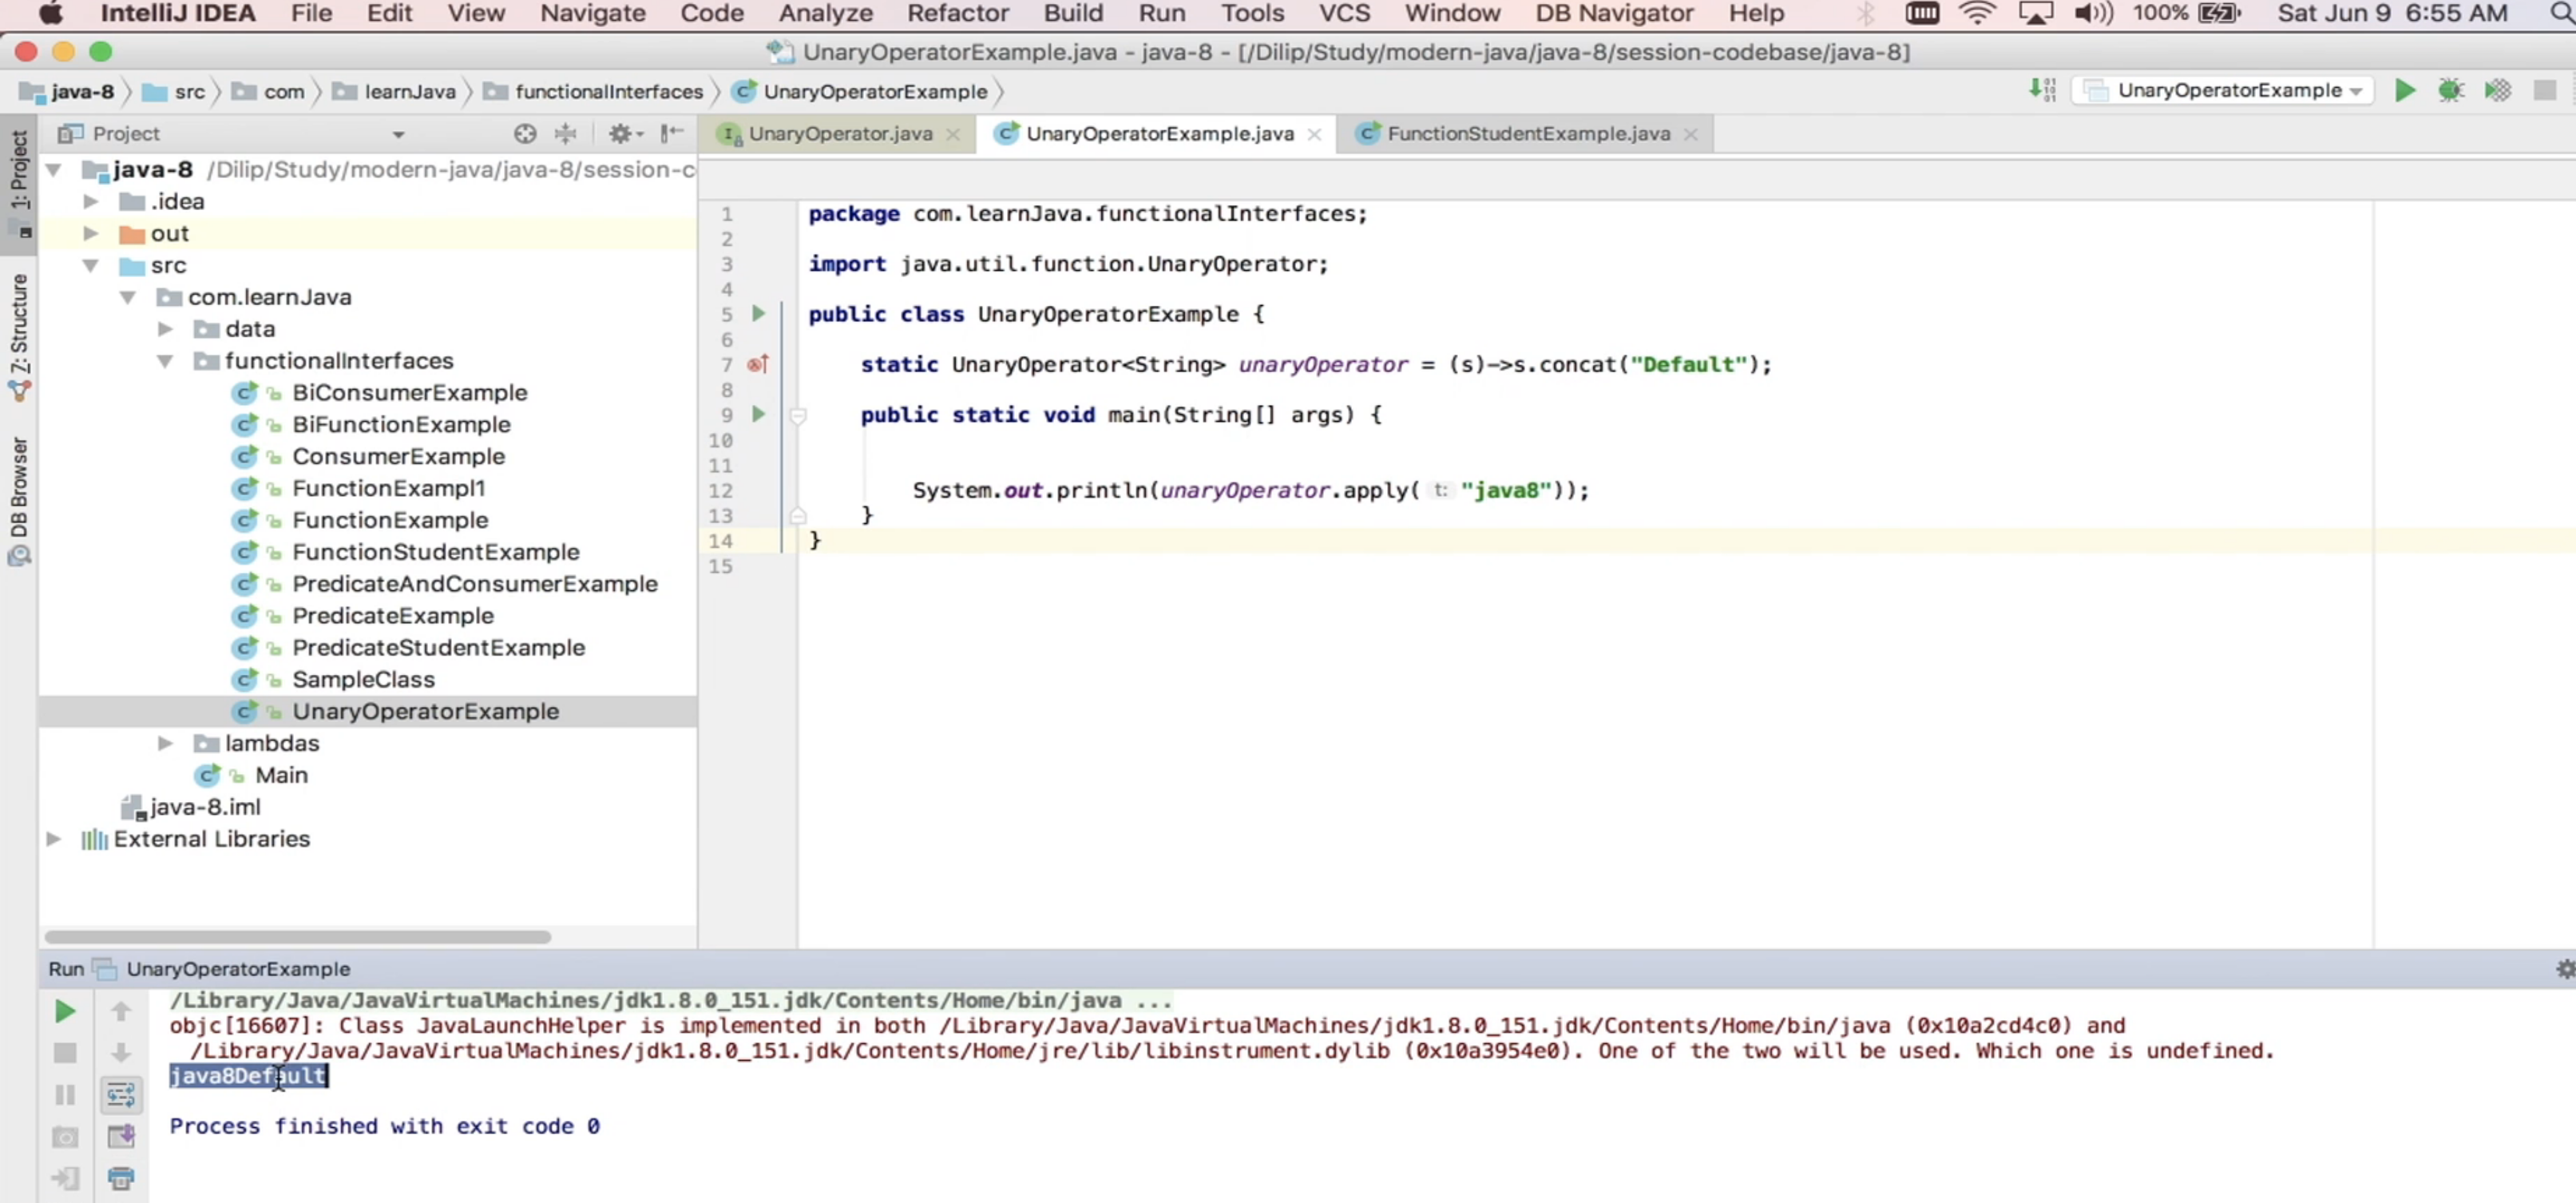 IntelliJ IDEA File Edit View Navigate Code Analyze Refactor Build Run Tools VCS Window DB Navigator Help 100% Sat Jun 9 6:55 AM
UnaryOperatorExample.java - java-8 - [/Dilip/Study/modern-java/java-8/session-codebase/java-8]
java-8 src com learnJava functionalInterfaces UnaryOperatorExample UnaryOperatorExample
Project
UnaryOperator.java UnaryOperatorExample.java FunctionStudentExample.java
1: Project
Z: Structure
DB Browser
java-8 /Dilip/Study/modern-java/java-8/session-c
.idea
out
src
com.learnJava
data
functionalInterfaces
BiConsumerExample
BiFunctionExample
ConsumerExample
FunctionExampl1
FunctionExample
FunctionStudentExample
PredicateAndConsumerExample
PredicateExample
PredicateStudentExample
SampleClass
UnaryOperatorExample
lambdas
Main
java-8.iml
External Libraries
1 package com.learnJava.functionalInterfaces;
2
3 import java.util.function.UnaryOperator;
4
5 public class UnaryOperatorExample {
6
7 static UnaryOperator<String> unaryOperator = (s)->s.concat("Default");
8
9 public static void main(String[] args) {
10
11
12 System.out.println(unaryOperator.apply( t: "java8"));
13 }
14 }
15
Run UnaryOperatorExample
/Library/Java/JavaVirtualMachines/jdk1.8.0_151.jdk/Contents/Home/bin/java ...
objc[16607]: Class JavaLaunchHelper is implemented in both /Library/Java/JavaVirtualMachines/jdk1.8.0_151.jdk/Contents/Home/bin/java (0x10a2cd4c0) and
/Library/Java/JavaVirtualMachines/jdk1.8.0_151.jdk/Contents/Home/jre/lib/libinstrument.dylib (0x10a3954e0). One of the two will be used. Which one is undefined.
java8Default
Process finished with exit code 0